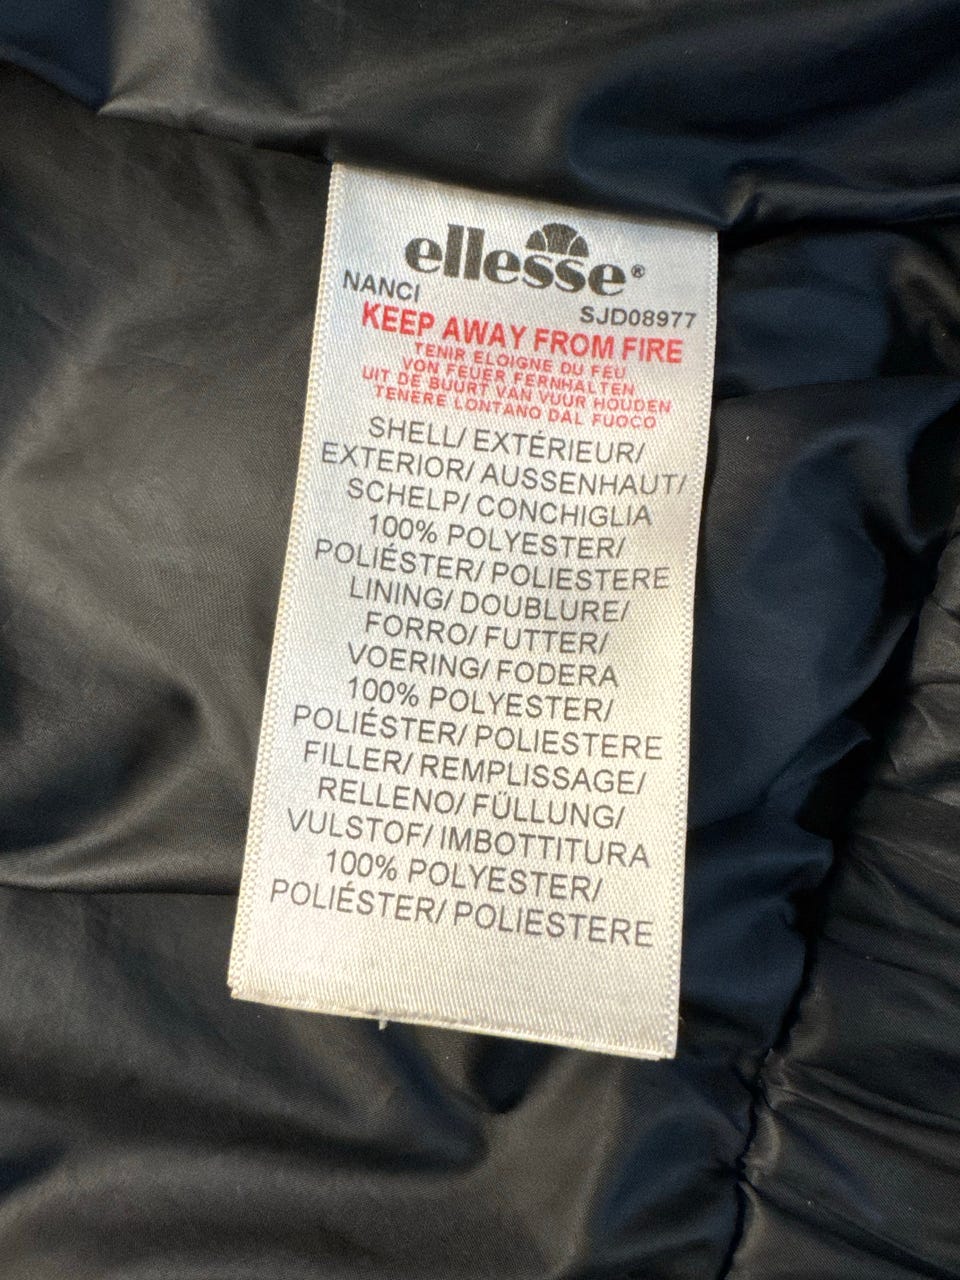 ellesse®
NANCI
SJD08977
KEEP AWAY FROM FIRE
TENIR ELOIGNE DU FEU
VON FEUER FERNHALTEN
UIT DE BUURT VAN VUUR HOUDEN
TENERE LONTANO DAL FUOCO
SHELL/ EXTÉRIEUR/
EXTERIOR/ AUSSENHAUT/
SCHELP/ CONCHIGLIA
100% POLYESTER/
POLIÉSTER/ POLIESTERE
LINING/ DOUBLURE/
FORRO/ FUTTER/
VOERING/ FODERA
100% POLYESTER/
POLIÉSTER/ POLIESTERE
FILLER/ REMPLISSAGE/
RELLENO/ FÜLLUNG/
VULSTOF/ IMBOTTITURA
100% POLYESTER/
POLIÉSTER/ POLIESTERE